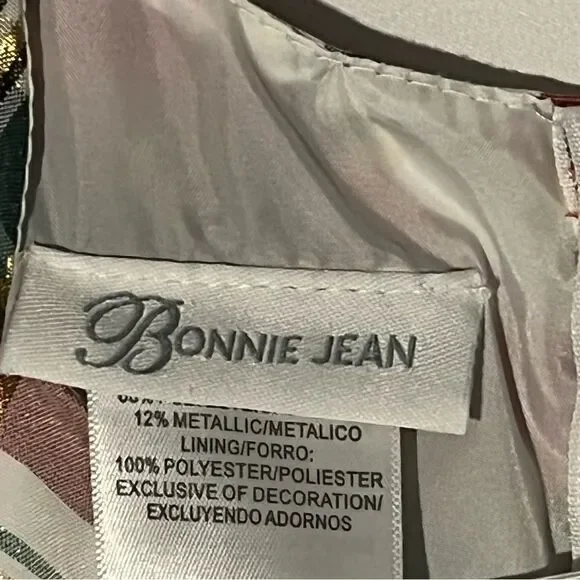 BONNIE JEAN
12% METALLIC/METALICO
LINING/FORRO:
100% POLYESTER/POLIESTER
EXCLUSIVE OF DECORATION/
EXCLUYENDO ADORNOS